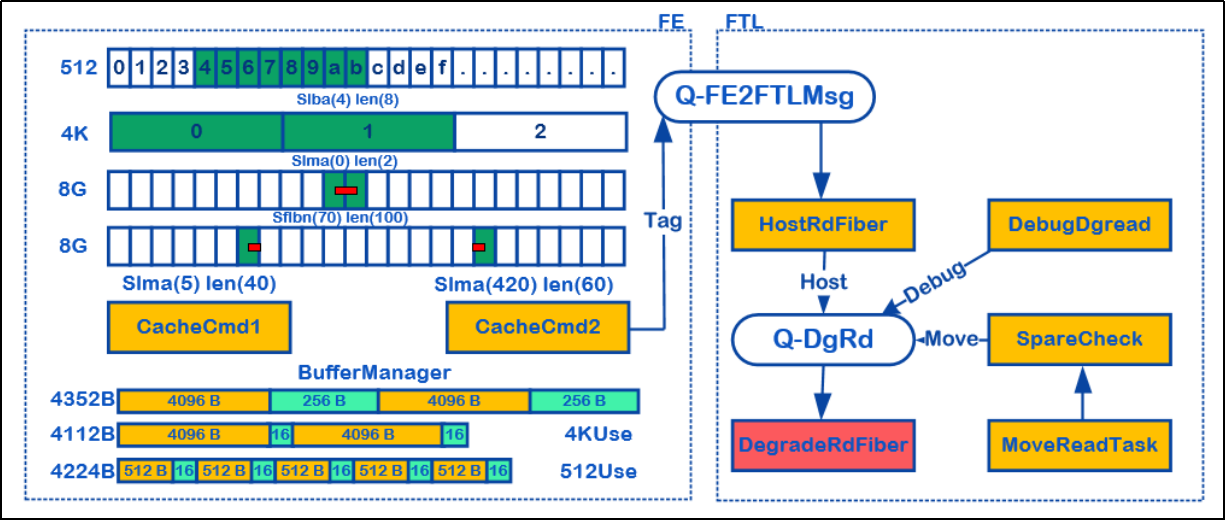 FE
512
0 1 2 3 4 5 6 7 8 9 a b c d e f . . . . . . . .
Slba(4) len(8)
4K
0 1 2
Slma(0) len(2)
8G
Sflbn(70) len(100)
8G
Slma(5) len(40)
Slma(420) len(60)
CacheCmd1
CacheCmd2
BufferManager
4352B
4096 B 256 B 4096 B 256 B
4112B
4096 B 16 4096 B 16
4KUse
4224B
512 B 16 512 B 16 512 B 16 512 B 16 512 B 16
512Use
Tag
FTL
Q-FE2FTLMsg
HostRdFiber
DebugDgread
Host
Debug
Q-DgRd
Move
SpareCheck
DegradeRdFiber
MoveReadTask